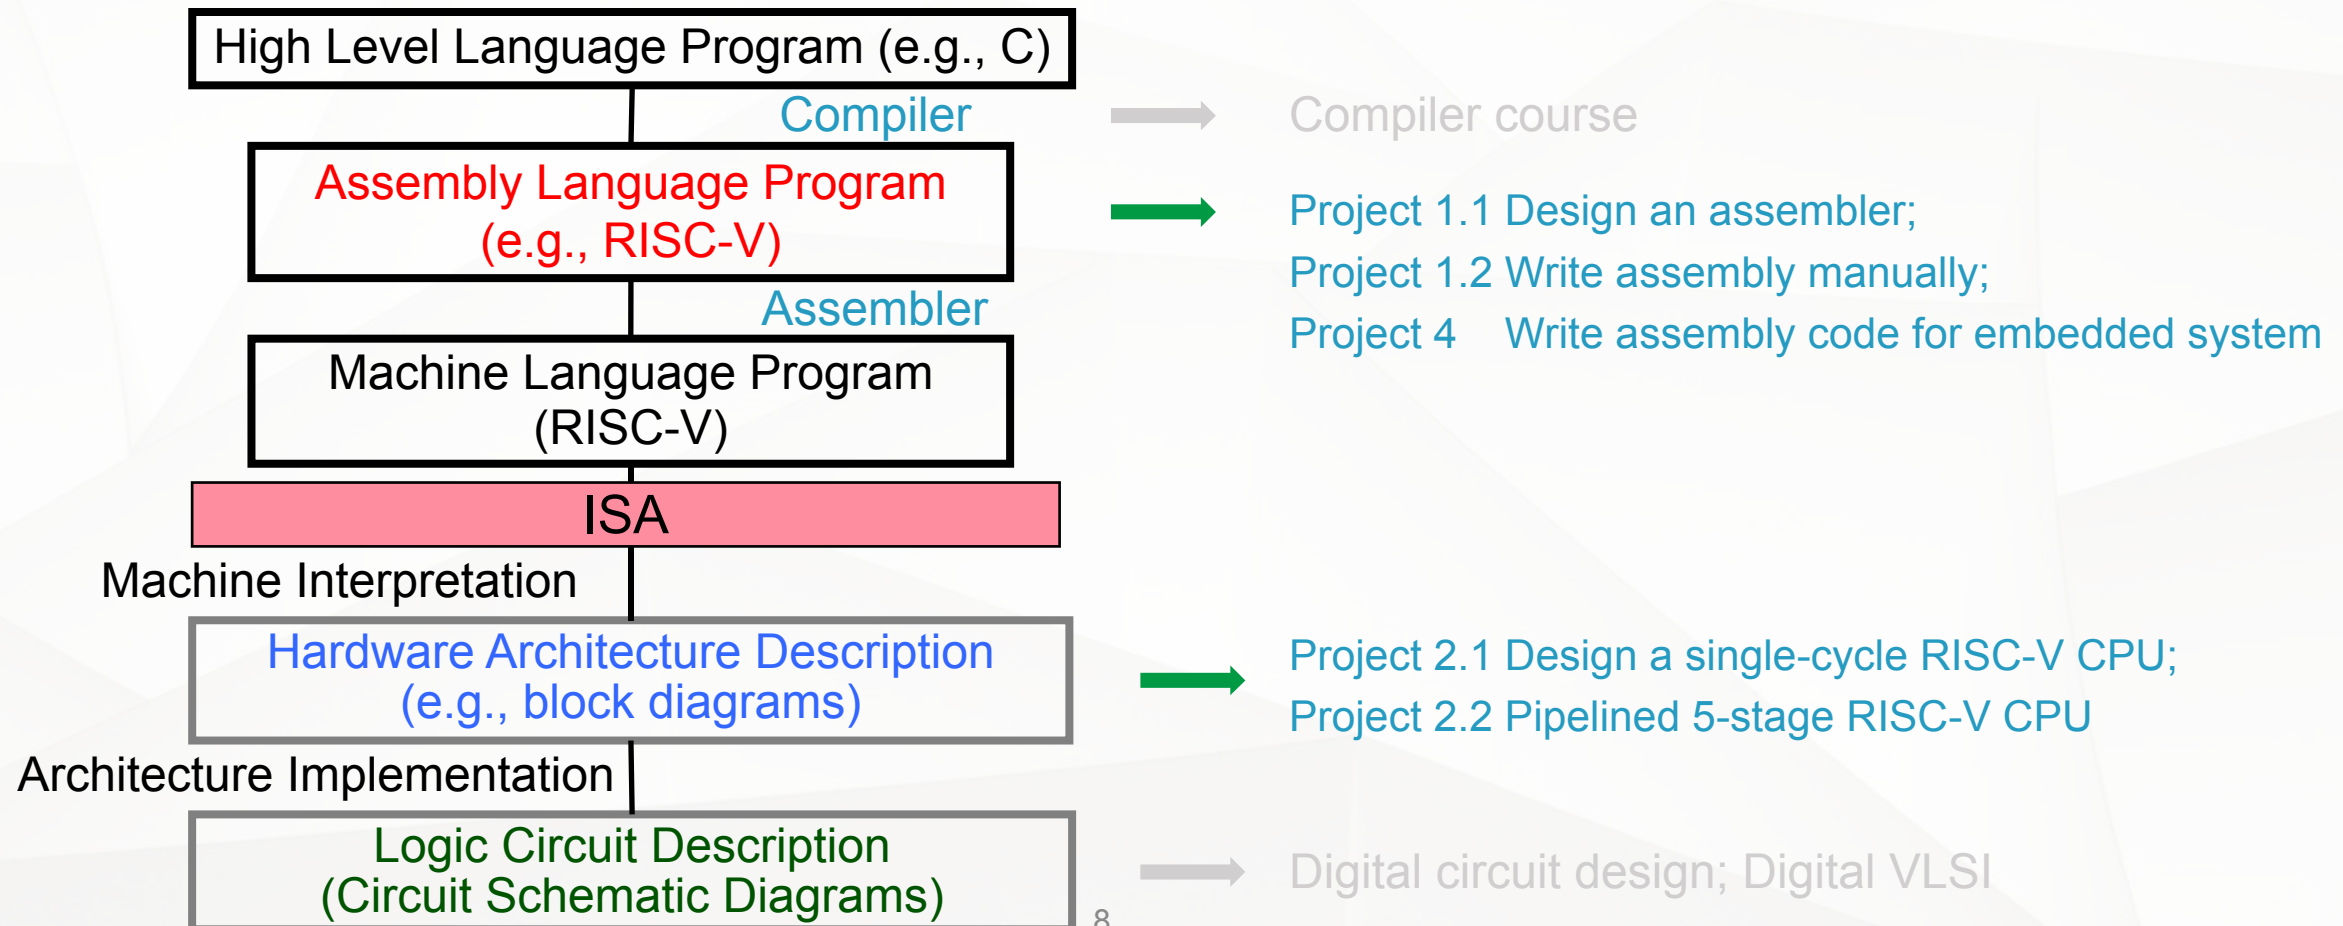 High Level Language Program (e.g., C)
Compiler
Compiler course
Assembly Language Program
(e.g., RISC-V)
Project 1.1 Design an assembler;
Project 1.2 Write assembly manually;
Project 4 Write assembly code for embedded system
Assembler
Machine Language Program
(RISC-V)
ISA
Machine Interpretation
Hardware Architecture Description
(e.g., block diagrams)
Project 2.1 Design a single-cycle RISC-V CPU;
Project 2.2 Pipelined 5-stage RISC-V CPU
Architecture Implementation
Logic Circuit Description
(Circuit Schematic Diagrams)
Digital circuit design; Digital VLSI
8